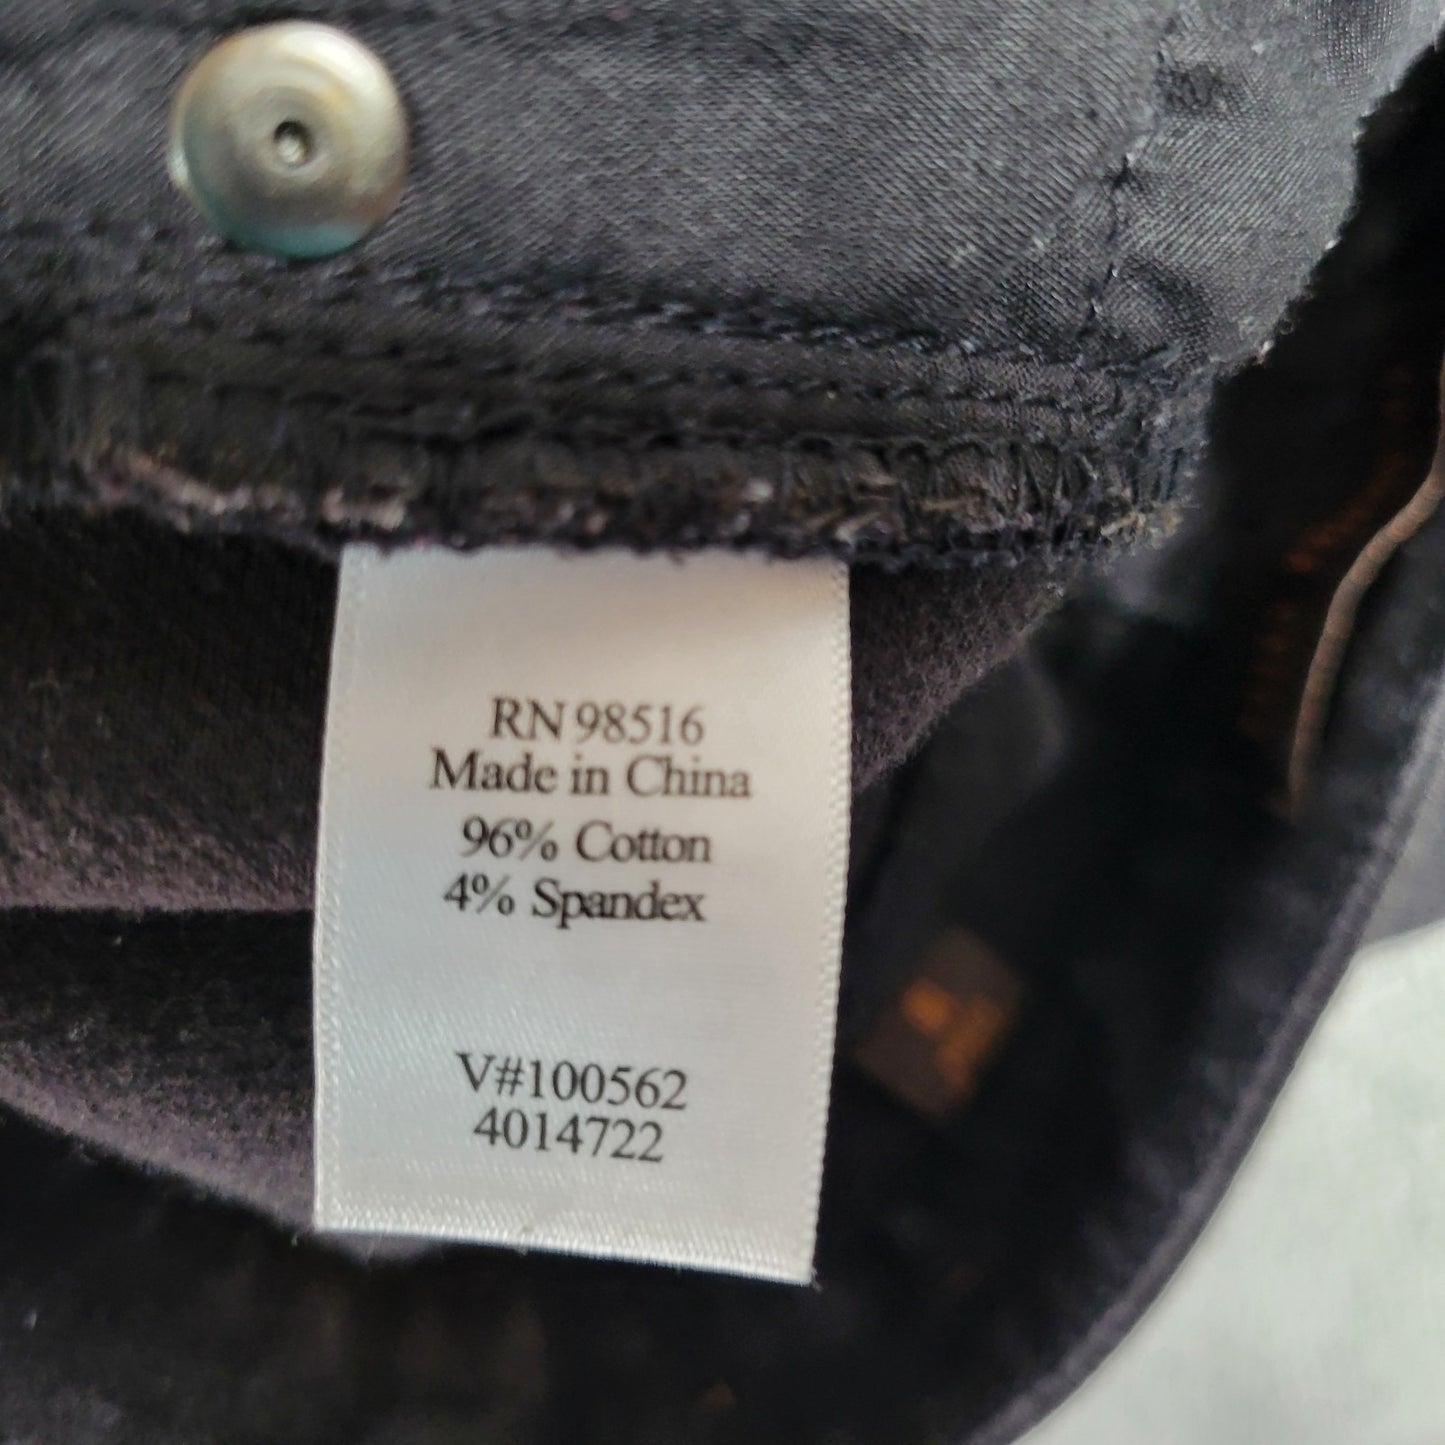 RN 98516
Made in China
96% Cotton
4% Spandex
V#100562
4014722